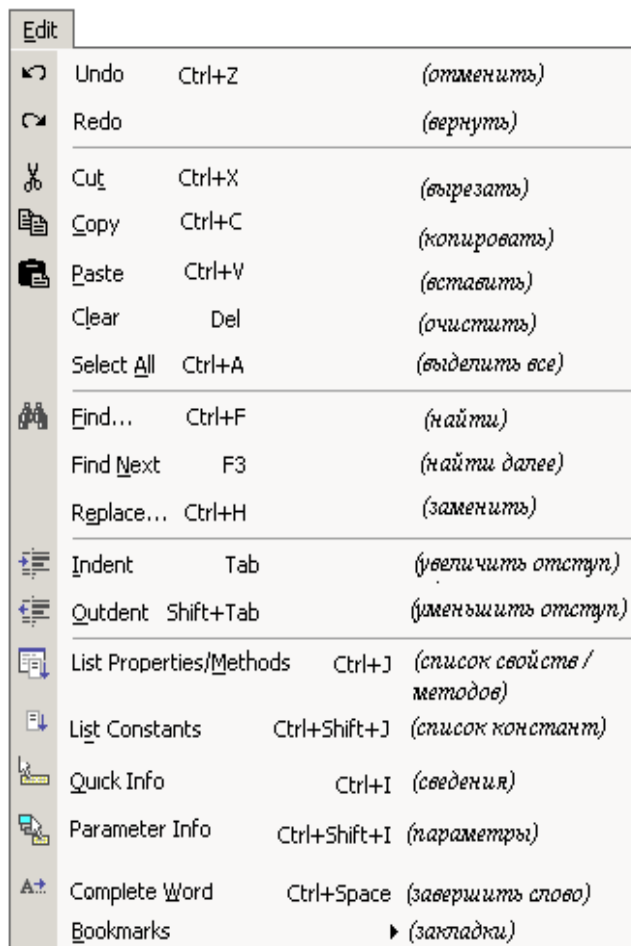 Edit
Undo Ctrl+Z (отменить)
Redo (вернуть)
Cut Ctrl+X (вырезать)
Copy Ctrl+C (копировать)
Paste Ctrl+V (вставить)
Clear Del (очистить)
Select All Ctrl+A (выделить все)
Find... Ctrl+F (найти)
Find Next F3 (найти далее)
Replace... Ctrl+H (заменить)
Indent Tab (увеличить отступ)
Outdent Shift+Tab (уменьшить отступ)
List Properties/Methods Ctrl+J (список свойств /
методов)
List Constants Ctrl+Shift+J (список констант)
Quick Info Ctrl+I (сведения)
Parameter Info Ctrl+Shift+I (параметры)
Complete Word Ctrl+Space (завершить слово)
Bookmarks (закладки)